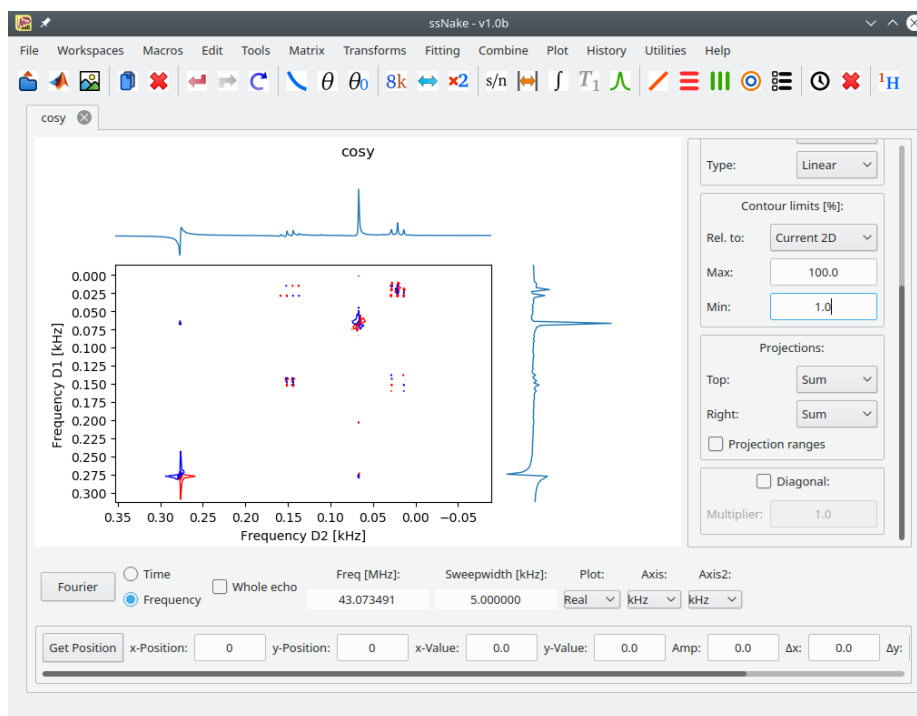 ssNake - v1.0b
File Workspaces Macros Edit Tools Matrix Transforms Fitting Combine Plot History Utilities Help
θ θ0 8k ×2 s/n ∫ T1 1H
cosy
cosy
Type: Linear
Contour limits [%]:
Rel. to: Current 2D
Max: 100.0
Min: 1.0
Projections:
Top: Sum
Right: Sum
Projection ranges
Diagonal:
Multiplier: 1.0
Frequency D1 [kHz]
0.000
0.025
0.050
0.075
0.100
0.125
0.150
0.175
0.200
0.225
0.250
0.275
0.300
0.35 0.30 0.25 0.20 0.15 0.10 0.05 0.00 −0.05
Frequency D2 [kHz]
Time Freq [MHz]: Sweepwidth [kHz]: Plot: Axis: Axis2:
Fourier Whole echo
Frequency 43.073491 5.000000 Real kHz kHz
Get Position x-Position: 0 y-Position: 0 x-Value: 0.0 y-Value: 0.0 Amp: 0.0 Δx: 0.0 Δy: